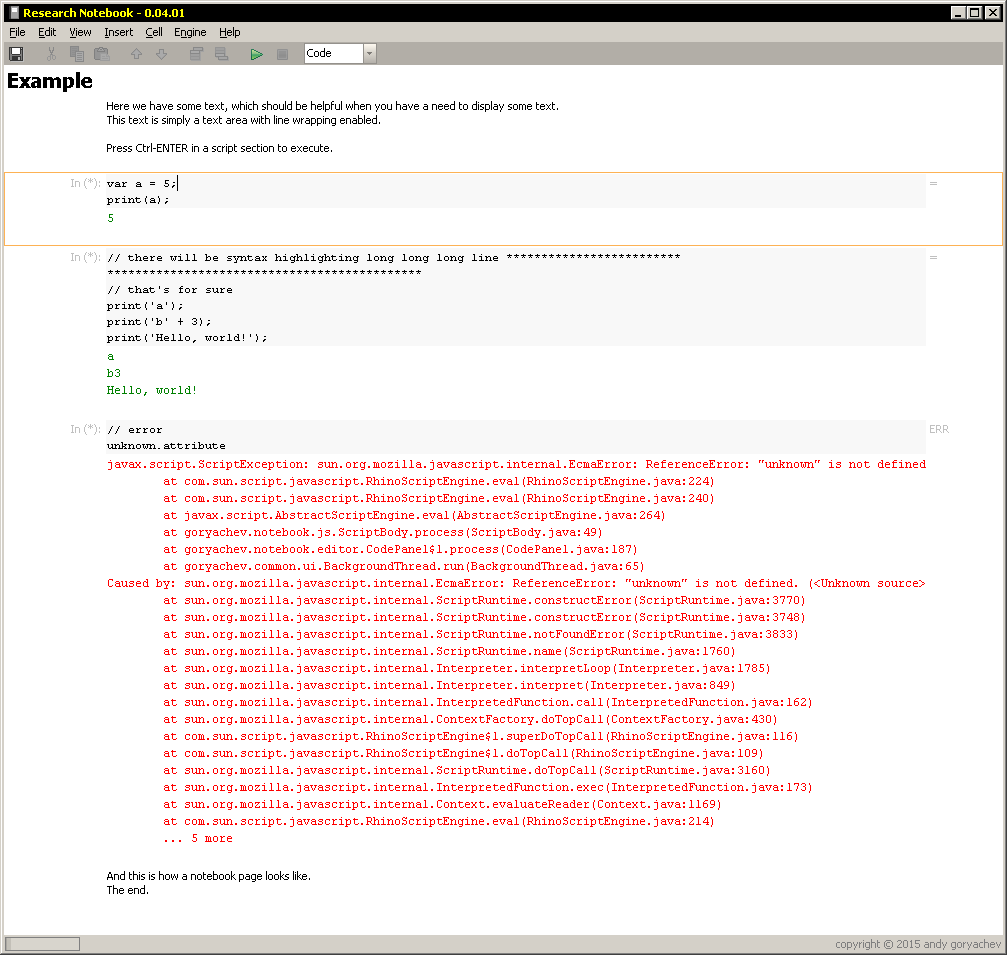 Research Notebook - 0.04.01
File Edit View Insert Cell Engine Help
Code
Example
Here we have some text, which should be helpful when you have a need to display some text.
This text is simply a text area with line wrapping enabled.
Press Ctrl-ENTER in a script section to execute.
In (*): var a = 5; =
print(a);
5
In (*): // there will be syntax highlighting long long long line ************************* =
*********************************************
// that's for sure
print('a');
print('b' + 3);
print('Hello, world!');
a
b3
Hello, world!
In (*): // error ERR
unknown.attribute
javax.script.ScriptException: sun.org.mozilla.javascript.internal.EcmaError: ReferenceError: "unknown" is not defined
at com.sun.script.javascript.RhinoScriptEngine.eval(RhinoScriptEngine.java:224)
at com.sun.script.javascript.RhinoScriptEngine.eval(RhinoScriptEngine.java:240)
at javax.script.AbstractScriptEngine.eval(AbstractScriptEngine.java:264)
at goryachev.notebook.js.ScriptBody.process(ScriptBody.java:49)
at goryachev.notebook.editor.CodePanel$1.process(CodePanel.java:187)
at goryachev.common.ui.BackgroundThread.run(BackgroundThread.java:65)
Caused by: sun.org.mozilla.javascript.internal.EcmaError: ReferenceError: "unknown" is not defined. (<Unknown source>
at sun.org.mozilla.javascript.internal.ScriptRuntime.constructError(ScriptRuntime.java:3770)
at sun.org.mozilla.javascript.internal.ScriptRuntime.constructError(ScriptRuntime.java:3748)
at sun.org.mozilla.javascript.internal.ScriptRuntime.notFoundError(ScriptRuntime.java:3833)
at sun.org.mozilla.javascript.internal.ScriptRuntime.name(ScriptRuntime.java:1760)
at sun.org.mozilla.javascript.internal.Interpreter.interpretLoop(Interpreter.java:1785)
at sun.org.mozilla.javascript.internal.Interpreter.interpret(Interpreter.java:849)
at sun.org.mozilla.javascript.internal.InterpretedFunction.call(InterpretedFunction.java:162)
at sun.org.mozilla.javascript.internal.ContextFactory.doTopCall(ContextFactory.java:430)
at com.sun.script.javascript.RhinoScriptEngine$1.superDoTopCall(RhinoScriptEngine.java:116)
at com.sun.script.javascript.RhinoScriptEngine$1.doTopCall(RhinoScriptEngine.java:109)
at sun.org.mozilla.javascript.internal.ScriptRuntime.doTopCall(ScriptRuntime.java:3160)
at sun.org.mozilla.javascript.internal.InterpretedFunction.exec(InterpretedFunction.java:173)
at sun.org.mozilla.javascript.internal.Context.evaluateReader(Context.java:1169)
at com.sun.script.javascript.RhinoScriptEngine.eval(RhinoScriptEngine.java:214)
... 5 more
And this is how a notebook page looks like.
The end.
copyright © 2015 andy goryachev